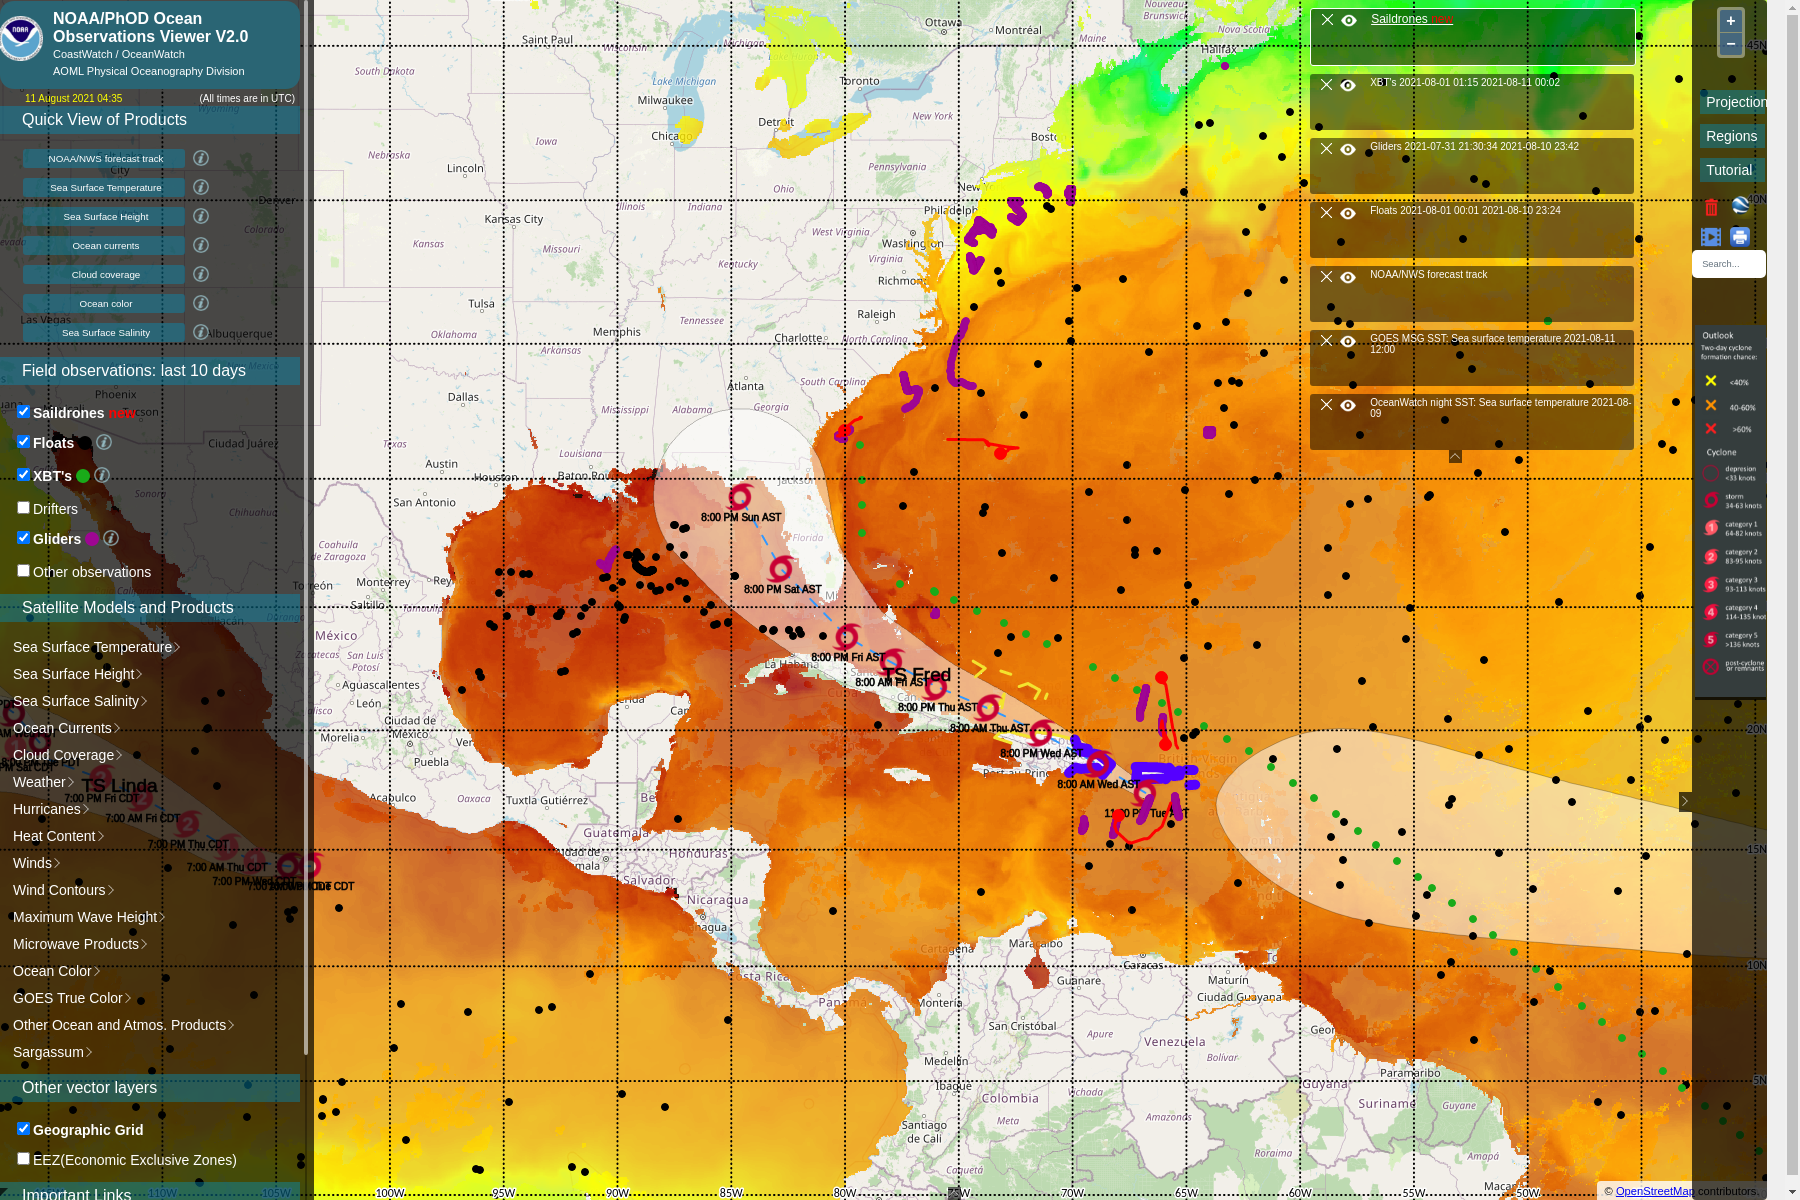 NOAA/PhOD Ocean
Observations Viewer V2.0
CoastWatch / OceanWatch
AOML Physical Oceanography Division
11 August 2021 04:35
(All times are in UTC)
Quick View of Products
NOAA/NWS forecast track
Sea Surface Temperature
Sea Surface Height
Ocean currents
Cloud coverage
Ocean color
Sea Surface Salinity
Field observations: last 10 days
Saildrones new
Floats
XBT's
Drifters
Gliders
Other observations
Satellite Models and Products
Sea Surface Temperature
Sea Surface Height
Sea Surface Salinity
Ocean Currents
Cloud Coverage
Weather
Hurricanes
Heat Content
Winds
Wind Contours
Maximum Wave Height
Microwave Products
Ocean Color
GOES True Color
Other Ocean and Atmos. Products
Sargassum
Other vector layers
Geographic Grid
EEZ(Economic Exclusive Zones)
Important Links
Saildrones new
XBT's 2021-08-01 01:15 2021-08-11 00:02
Gliders 2021-07-31 21:30:34 2021-08-10 23:42
Floats 2021-08-01 00:01 2021-08-10 23:24
NOAA/NWS forecast track
GOES MSG SST: Sea surface temperature 2021-08-11
12:00
OceanWatch night SST: Sea surface temperature 2021-08-
09
+
−
Projection
Regions
Tutorial
Search...
Outlook
Two-day cyclone
formation chance:
<40%
40-60%
>60%
Cyclone
depresion
<33 knots
storm
34-63 knots
category 1
64-82 knots
category 2
83-95 knots
category 3
93-113 knots
category 4
114-135 knot
category 5
>136 knots
post-cyclone
or remnants
45N
40N
20N
15N
10N
5N
110W
105W
100W
95W
90W
85W
80W
75W
70W
65W
60W
55W
50W
© OpenStreetMap contributors.
Saint Paul
Wisconsin
Michigan
Ottawa
Montréal
Maine
Nouveau
Brunswick
Nova Scotia
Halifax
South Dakota
Lake Michigan
Toronto
Milwaukee
Chicago
Detroit
New York
Iowa
Nebraska
Lincoln
Pennsylvania
Ohio
Illinois
Indiana
Philadelph
Kansas City
Kansas
Missouri
West Virginia
Washington
Virginia
Kentucky
Richmon
Denver
Colorado
Tulsa
Oklahoma
Memphis
Tennessee
Raleigh
Charlotte
North Carolina
Arkansas
Las Vegas
Albuquerque
Phoenix
Atlanta
South Carolina
Dallas
Mississippi
Alabama
Georgia
Texas
Louisiana
Ciudad Juárez
Austin
Houston
Baton Rou
San Antonio
Sonora
Chihuahua
Florida
Coahuila
de Zaragoza
Monterrey
Saltillo
Tamaulip
México
San Luis
Potosí
Aguascalientes
León
Ciudad de
México
Morelia
Puebla
Acapulco
Oaxaca
Tuxtla Gutiérrez
La Habana
Guatemala
Honduras
Salvador
Nicaragua
Costa Rica
Panamá
Port-au-Princ
British Virgin
Cartagena
Maracaibo
Caracas
Guanare
Maturín
Ciudad Guayana
Montería
San Cristóbal
Apure
Venezuela
Bolívar
Medellín
Ibagué
Colombia
Vichada
Meta
Amazonas
Santiago
de Cali
Caquetá
Roraima
Geor
Guyana
Paramaribo
Suriname
Guyane
Amapá
Macap
8:00 PM Sun AST
8:00 PM Sat AST
8:00 PM Fri AST
TS Fred
8:00 AM Fri AST
8:00 PM Thu AST
8:00 AM Thu AST
8:00 PM Wed AST
8:00 AM Wed AST
11:00 PM Tue AST
TS Linda
7:00 PM Fri CDT
7:00 AM Fri CDT
7:00 PM Thu CDT
7:00 AM Thu CDT